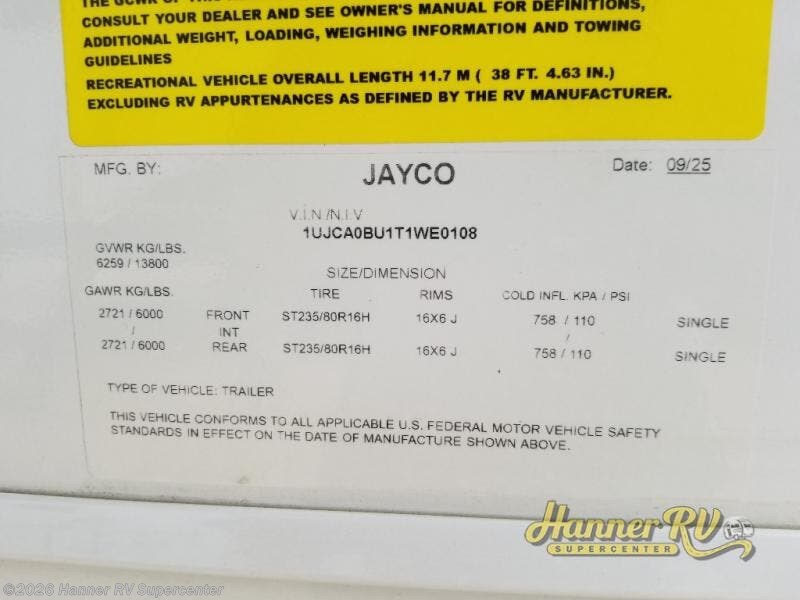 CONSULT YOUR DEALER AND SEE OWNER'S MANUAL FOR DEFINITIONS,
ADDITIONAL WEIGHT, LOADING, WEIGHING INFORMATION AND TOWING
GUIDELINES
RECREATIONAL VEHICLE OVERALL LENGTH 11.7 M ( 38 FT. 4.63 IN.)
EXCLUDING RV APPURTENANCES AS DEFINED BY THE RV MANUFACTURER.
MFG. BY: JAYCO Date: 09/25
V.I.N./N.I.V
1UJCA0BU1T1WE0108
GVWR KG/LBS.
6259 / 13800
SIZE/DIMENSION
GAWR KG/LBS. TIRE RIMS COLD INFL. KPA / PSI
2721 / 6000 FRONT ST235/80R16H 16X6 J 758 / 110 SINGLE
/ INT /
2721 / 6000 REAR ST235/80R16H 16X6 J 758 / 110 SINGLE
TYPE OF VEHICLE: TRAILER
THIS VEHICLE CONFORMS TO ALL APPLICABLE U.S. FEDERAL MOTOR VEHICLE SAFETY
STANDARDS IN EFFECT ON THE DATE OF MANUFACTURE SHOWN ABOVE.
Hanner RV
SUPERCENTER
©2026 Hanner RV Supercenter